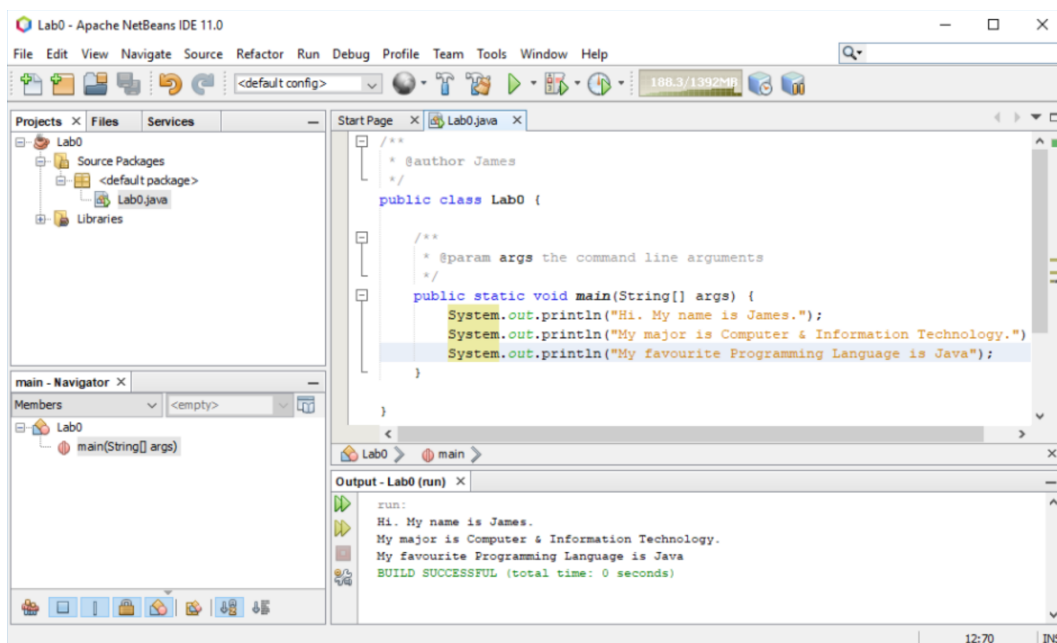 Lab0 - Apache NetBeans IDE 11.0
File Edit View Navigate Source Refactor Run Debug Profile Team Tools Window Help
<default config>
188.3/1392MB
Projects Files Services
Lab0
Source Packages
<default package>
Lab0.java
Libraries
Start Page Lab0.java
/**
* @author James
*/
public class Lab0 {
/**
* @param args the command line arguments
*/
public static void main(String[] args) {
System.out.println("Hi. My name is James.");
System.out.println("My major is Computer & Information Technology.")
System.out.println("My favourite Programming Language is Java");
}
}
Lab0 main
main - Navigator
Members <empty>
Lab0
main(String[] args)
Output - Lab0 (run)
run:
Hi. My name is James.
My major is Computer & Information Technology.
My favourite Programming Language is Java
BUILD SUCCESSFUL (total time: 0 seconds)
12:70 INS